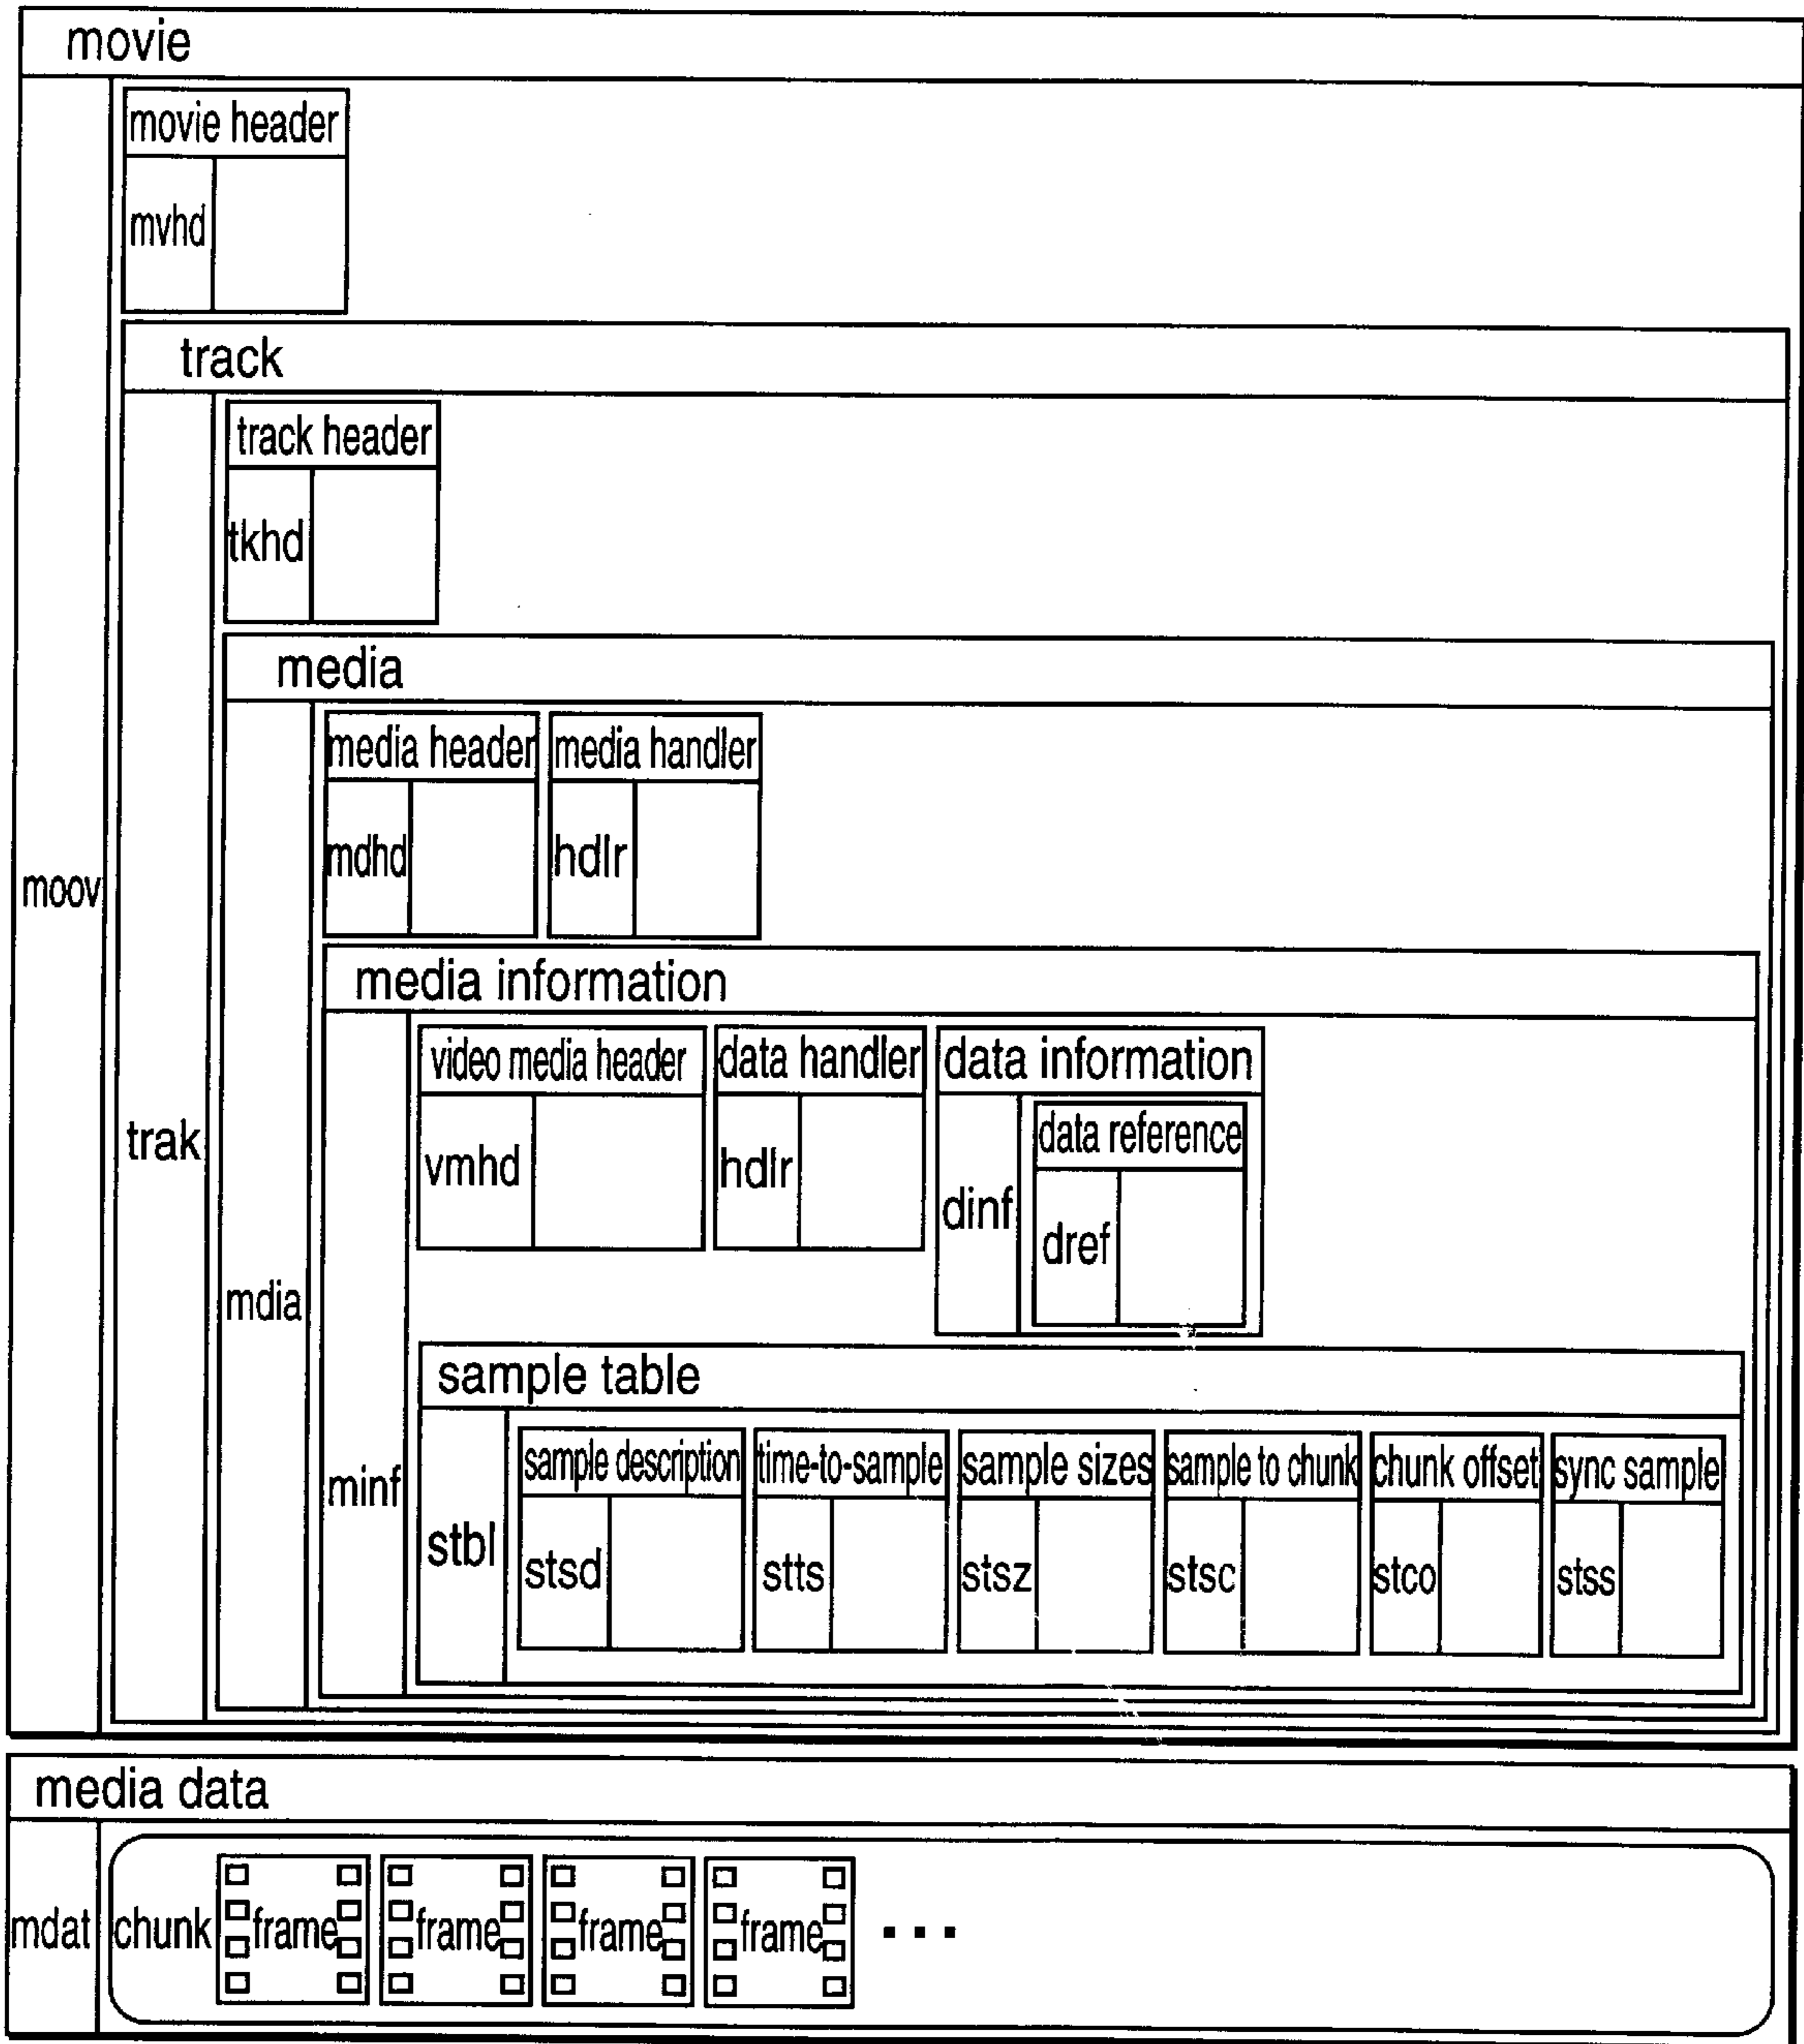 movie
movie header
mvhd
track
track header
tkhd
media
media header media handler
mdhd hdlr
moov
media information
video media header data handler data information
data reference
trak vmhd hdlr
dinf
dref
mdia
sample table
sample description time-to-sample sample sizes sample to chunk chunk offset sync sample
minf
stbl
stsd stts stsz stsc stco stss
media data
mdat chunk frame frame frame frame ...